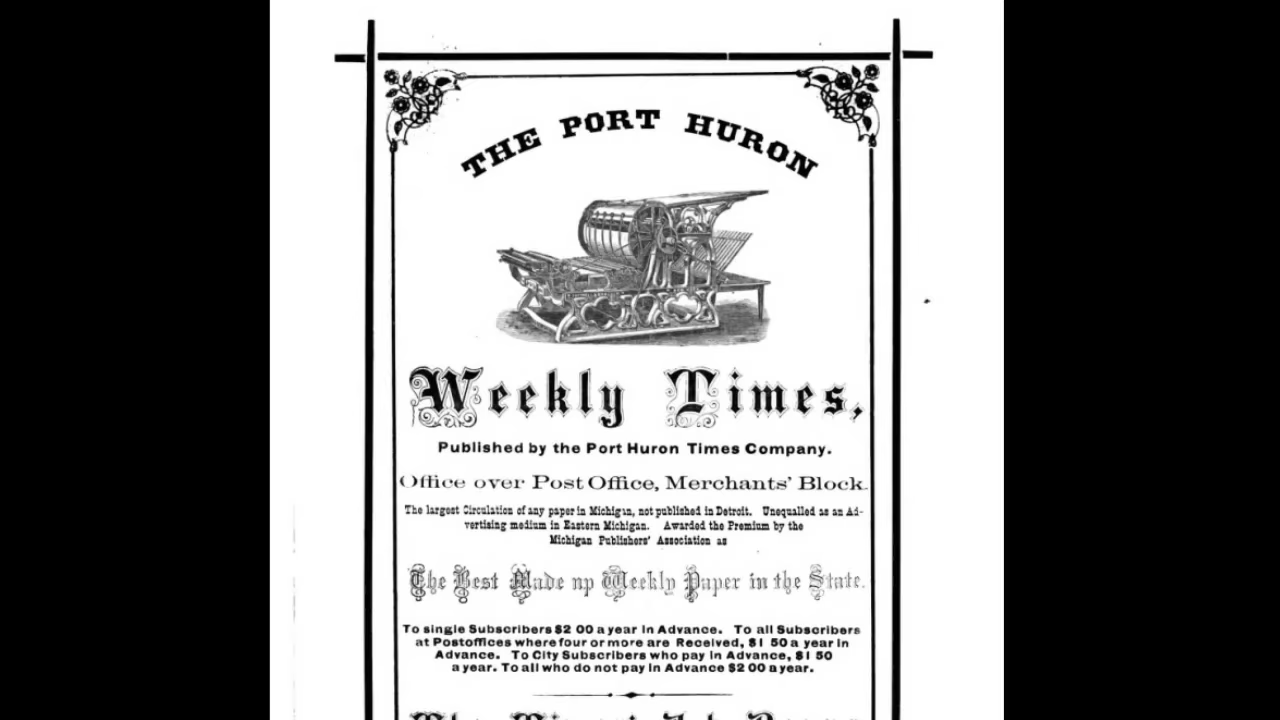 THE PORT HURON
Weekly Times,
Published by the Port Huron Times Company.
Office over Post Office, Merchants' Block.
The largest Circulation of any paper in Michigan, not published in Detroit. Unequalled as an Ad-
vertising medium in Eastern Michigan. Awarded the Premium by the
Michigan Publishers' Association as
The Best Made up Weekly Paper in the State.
To single Subscribers $2 00 a year in Advance. To all Subscribers
at Postoffices where four or more are Received, $1 50 a year in
Advance. To City Subscribers who pay in Advance, $1 50
a year. To all who do not pay in Advance $2 00 a year.